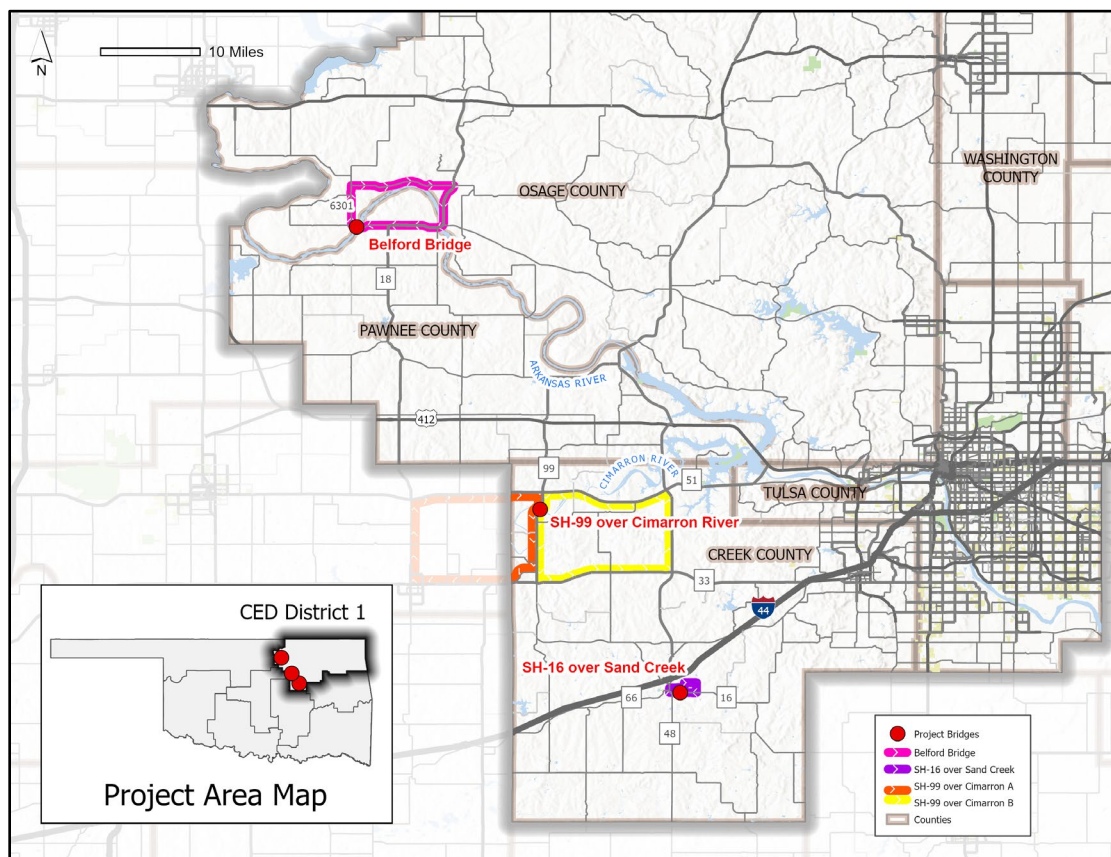 10 Miles
N
WASHINGTON
COUNTY
OSAGE COUNTY
6301
Belford Bridge
18
PAWNEE COUNTY
ARKANSAS RIVER
412
99
CIMARRON RIVER
51
TULSA COUNTY
SH-99 over Cimarron River
CREEK COUNTY
33
44
SH-16 over Sand Creek
66
16
48
CED District 1
Project Area Map
Project Bridges
Belford Bridge
SH-16 over Sand Creek
SH-99 over Cimarron A
SH-99 over Cimarron B
Counties